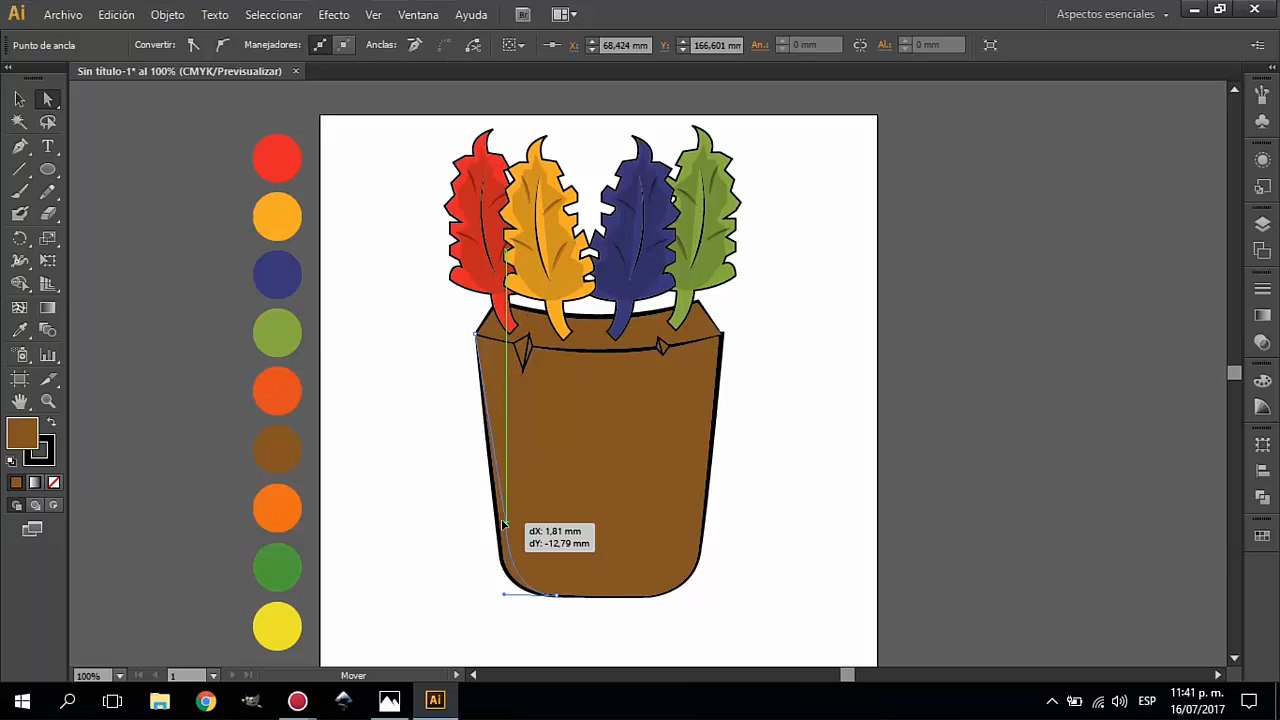 Ai Archivo Edición Objeto Texto Seleccionar Efecto Ver Ventana Ayuda Br Aspectos esenciales
Punto de ancla Convertir: Manejadores: Anclas: X: 68,424 mm Y: 166,601 mm An.: 0 mm Al.: 0 mm
Sin título-1* al 100% (CMYK/Previsualizar)
dX: 1,81 mm
dY: -12,79 mm
100% 1 Mover
Ai ESP 11:41 p. m.
16/07/2017